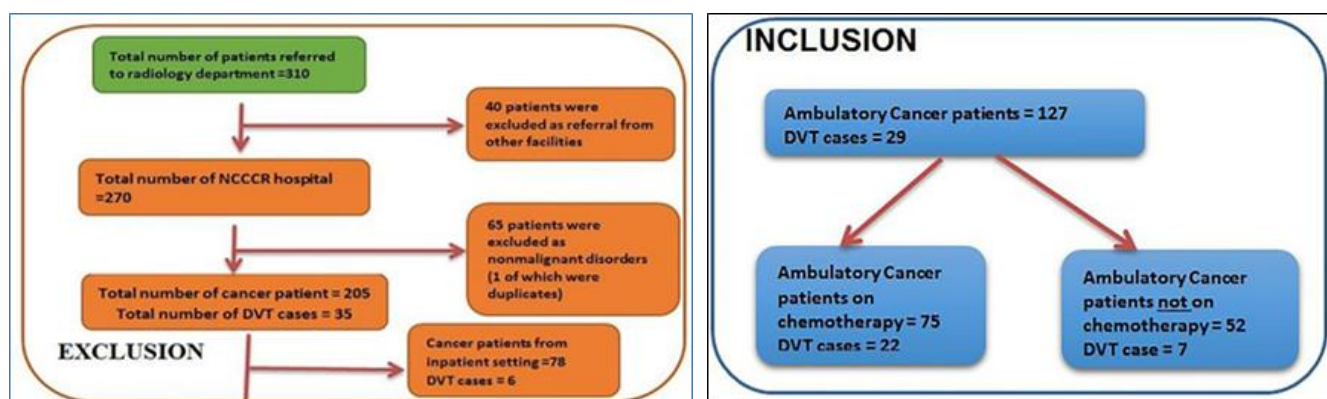 Total number of patients referred
to radiology department =310
40 patients were
excluded as referral from
other facilities
Total number of NCCCR hospital
=270
65 patients were
excluded as
nonmalignant disorders
(1 of which were
duplicates)
Total number of cancer patient = 205
Total number of DVT cases = 35
EXCLUSION
Cancer patients from
inpatient setting =78
DVT cases = 6
INCLUSION
Ambulatory Cancer patients = 127
DVT cases = 29
Ambulatory Cancer
patients on
chemotherapy = 75
DVT cases = 22
Ambulatory Cancer
patients not on
chemotherapy = 52
DVT case = 7